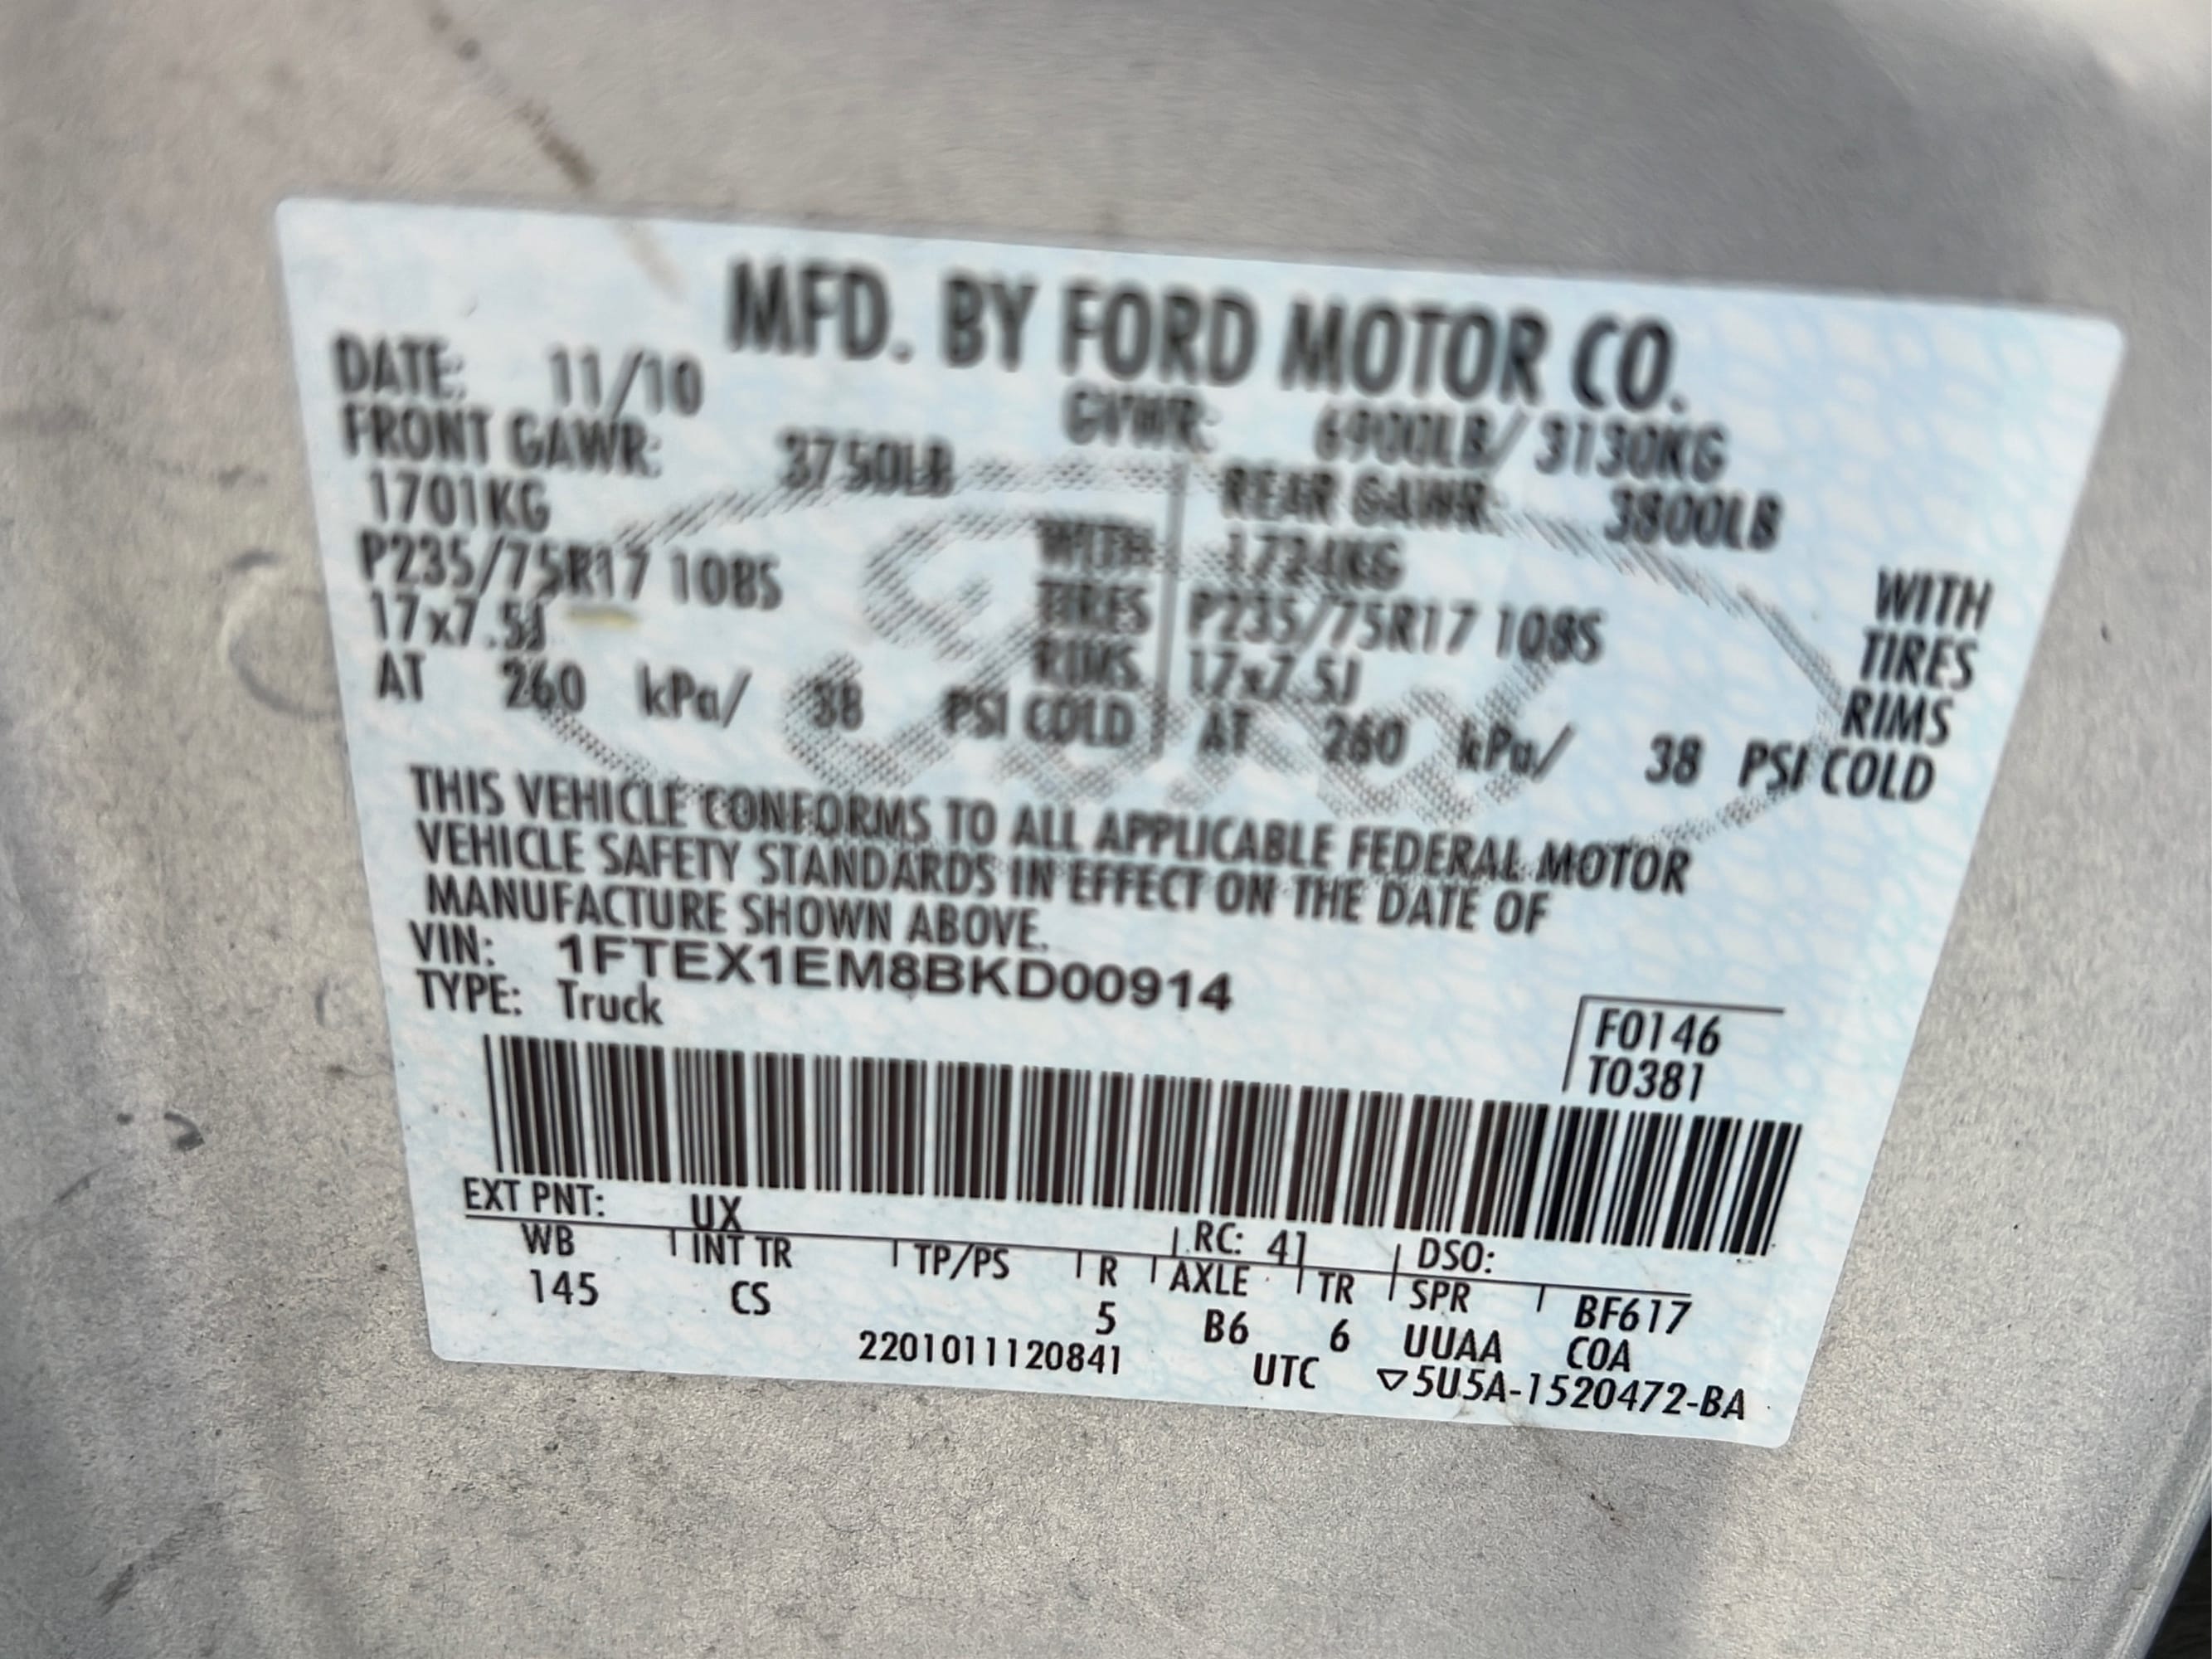 MFD. BY FORD MOTOR CO.
DATE: 11/10 GVWR: 6900LB/ 3130KG
FRONT GAWR: 3750LB REAR GAWR: 3800LB
1701KG WITH 1724KG WITH
P235/75R17 108S TIRES P235/75R17 108S TIRES
17x7.5J RIMS 17x7.5J RIMS
AT 260 kPa/ 38 PSI COLD AT 260 kPa/ 38 PSI COLD
THIS VEHICLE CONFORMS TO ALL APPLICABLE FEDERAL MOTOR
VEHICLE SAFETY STANDARDS IN EFFECT ON THE DATE OF
MANUFACTURE SHOWN ABOVE.
VIN: 1FTEX1EM8BKD00914
TYPE: Truck
F0146
T0381
EXT PNT: UX RC: 41 DSO:
WB INT TR TP/PS R AXLE TR SPR BF617
145 CS 5 B6 6 UUAA COA
2201011120841 UTC ▽5U5A-1520472-BA
Ford